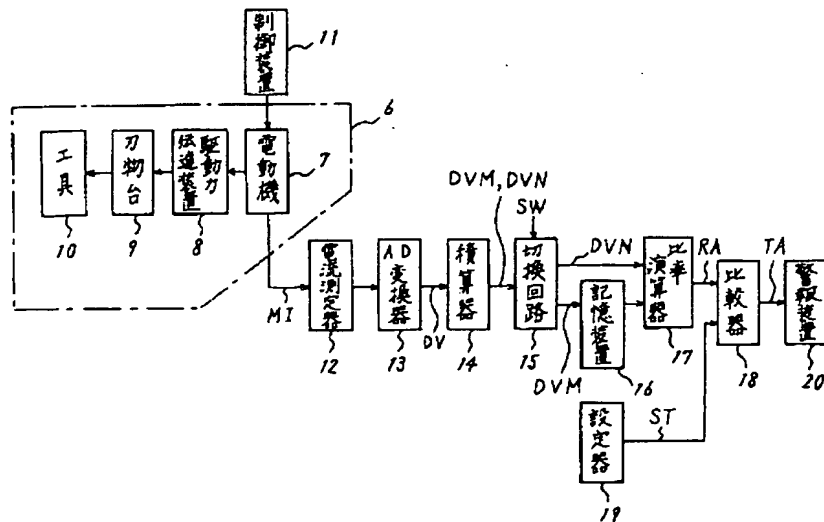 制御装置
11
6
工具
10
刃物台
9
駆動力
伝達装置
8
電動機
7
MI
電流測定器
12
AD
変換器
13
DV
積算器
14
DVM, DVN
SW
切換回路
15
DVN
DVM
記憶装置
16
比率
演算器
17
RA
比較器
18
TA
警報装置
20
設定器
19
ST